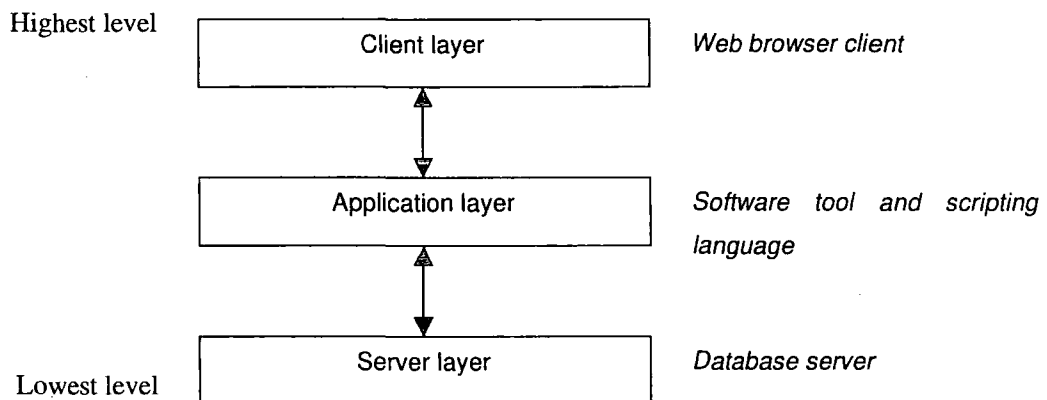 Highest level
Client layer
Web browser client
Application layer
Software tool and scripting
language
Server layer
Database server
Lowest level